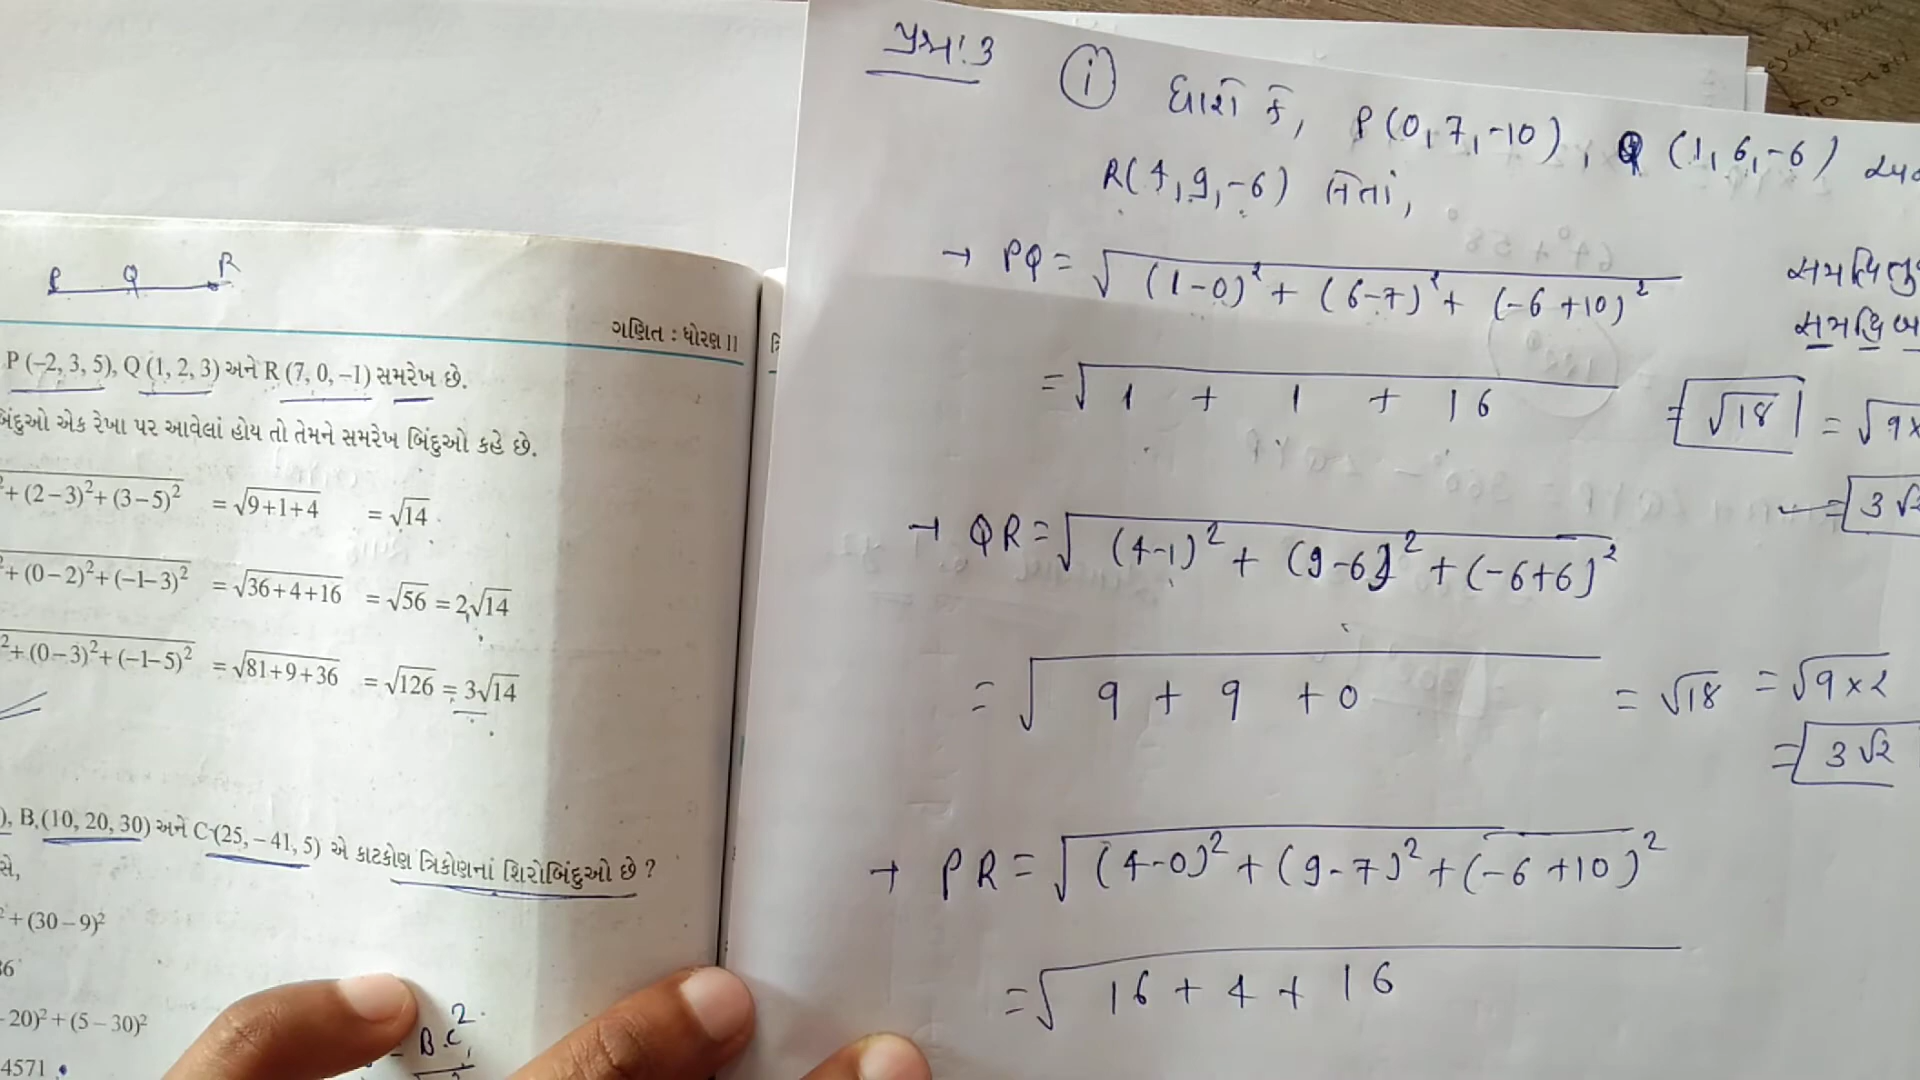 P Q R
ગણિત : ધોરણ 11
P (–2, 3, 5), Q (1, 2, 3) અને R (7, 0, –1) સમરેખ છે.
બિંદુઓ એક રેખા પર આવેલાં હોય તો તેમને સમરેખ બિંદુઓ કહે છે.
+ (2 – 3)² + (3 – 5)² = √9+1+4 = √14
+ (0 – 2)² + (–1–3)² = √36+4+16 = √56 = 2√14
² + (0 – 3)² + (–1–5)² = √81+9+36 = √126 = 3√14
), B (10, 20, 30) અને C (25, – 41, 5) એ કાટકોણ ત્રિકોણનાં શિરોબિંદુઓ છે ?
² + (30 – 9)²
20)² + (5 – 30)²
4571
B.C²
(i) ધારો કે, P(0,7,-10), Q (1,6,-6)
R(4,9,-6) લેતાં,
→ PQ = √(1-0)² + (6-7)² + (-6+10)²
= √1 + 1 + 16 = √18 = √9×
= 3√2
→ QR = √(4-1)² + (9-6)² + (-6+6)²
= √9 + 9 + 0 = √18 = √9×2
= 3√2
→ PR = √(4-0)² + (9-7)² + (-6+10)²
= √16 + 4 + 16